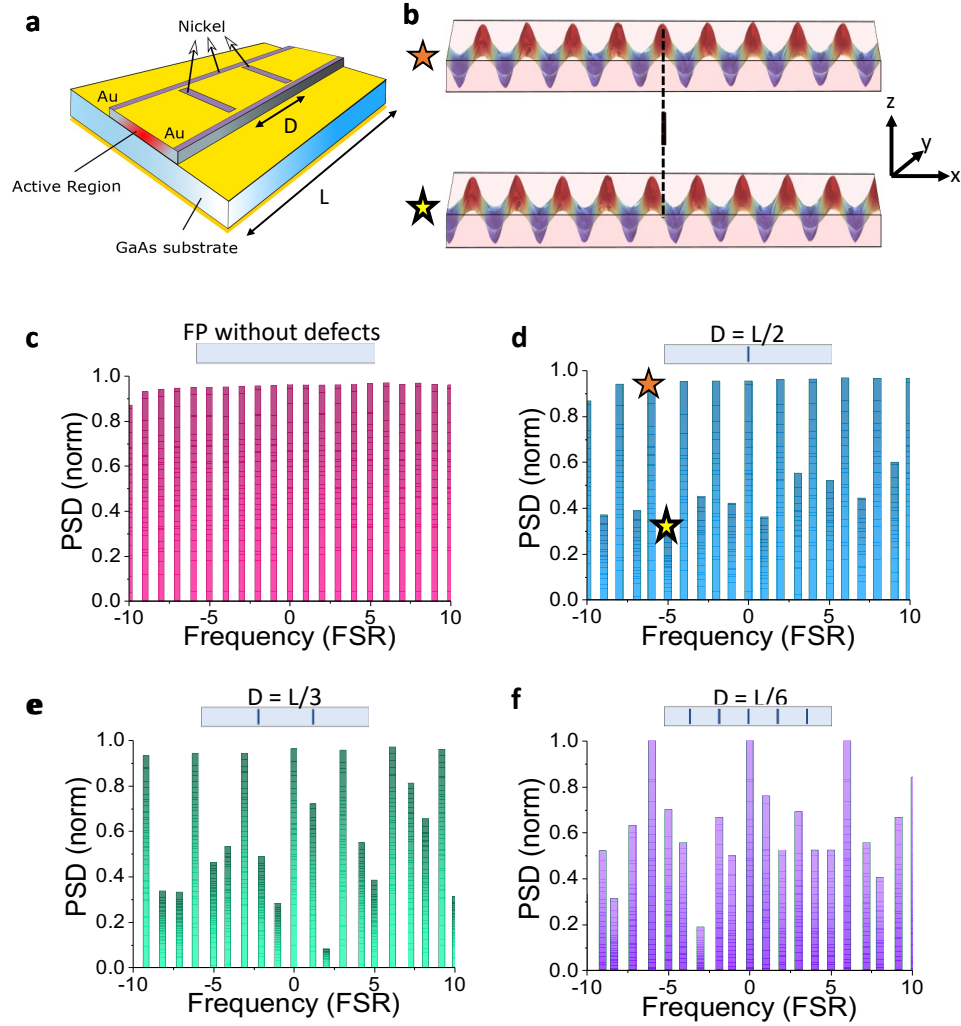 a
Nickel
Au
Au
D
L
Active Region
GaAs substrate
b
z
y
x
c
FP without defects
PSD (norm)
1.0
0.8
0.6
0.4
0.2
0.0
-10
-5
0
5
10
Frequency (FSR)
d
D = L/2
PSD (norm)
1.0
0.8
0.6
0.4
0.2
0.0
-10
-5
0
5
10
Frequency (FSR)
e
D = L/3
PSD (norm)
1.0
0.8
0.6
0.4
0.2
0.0
-10
-5
0
5
10
Frequency (FSR)
f
D = L/6
PSD (norm)
1.0
0.8
0.6
0.4
0.2
0.0
-10
-5
0
5
10
Frequency (FSR)